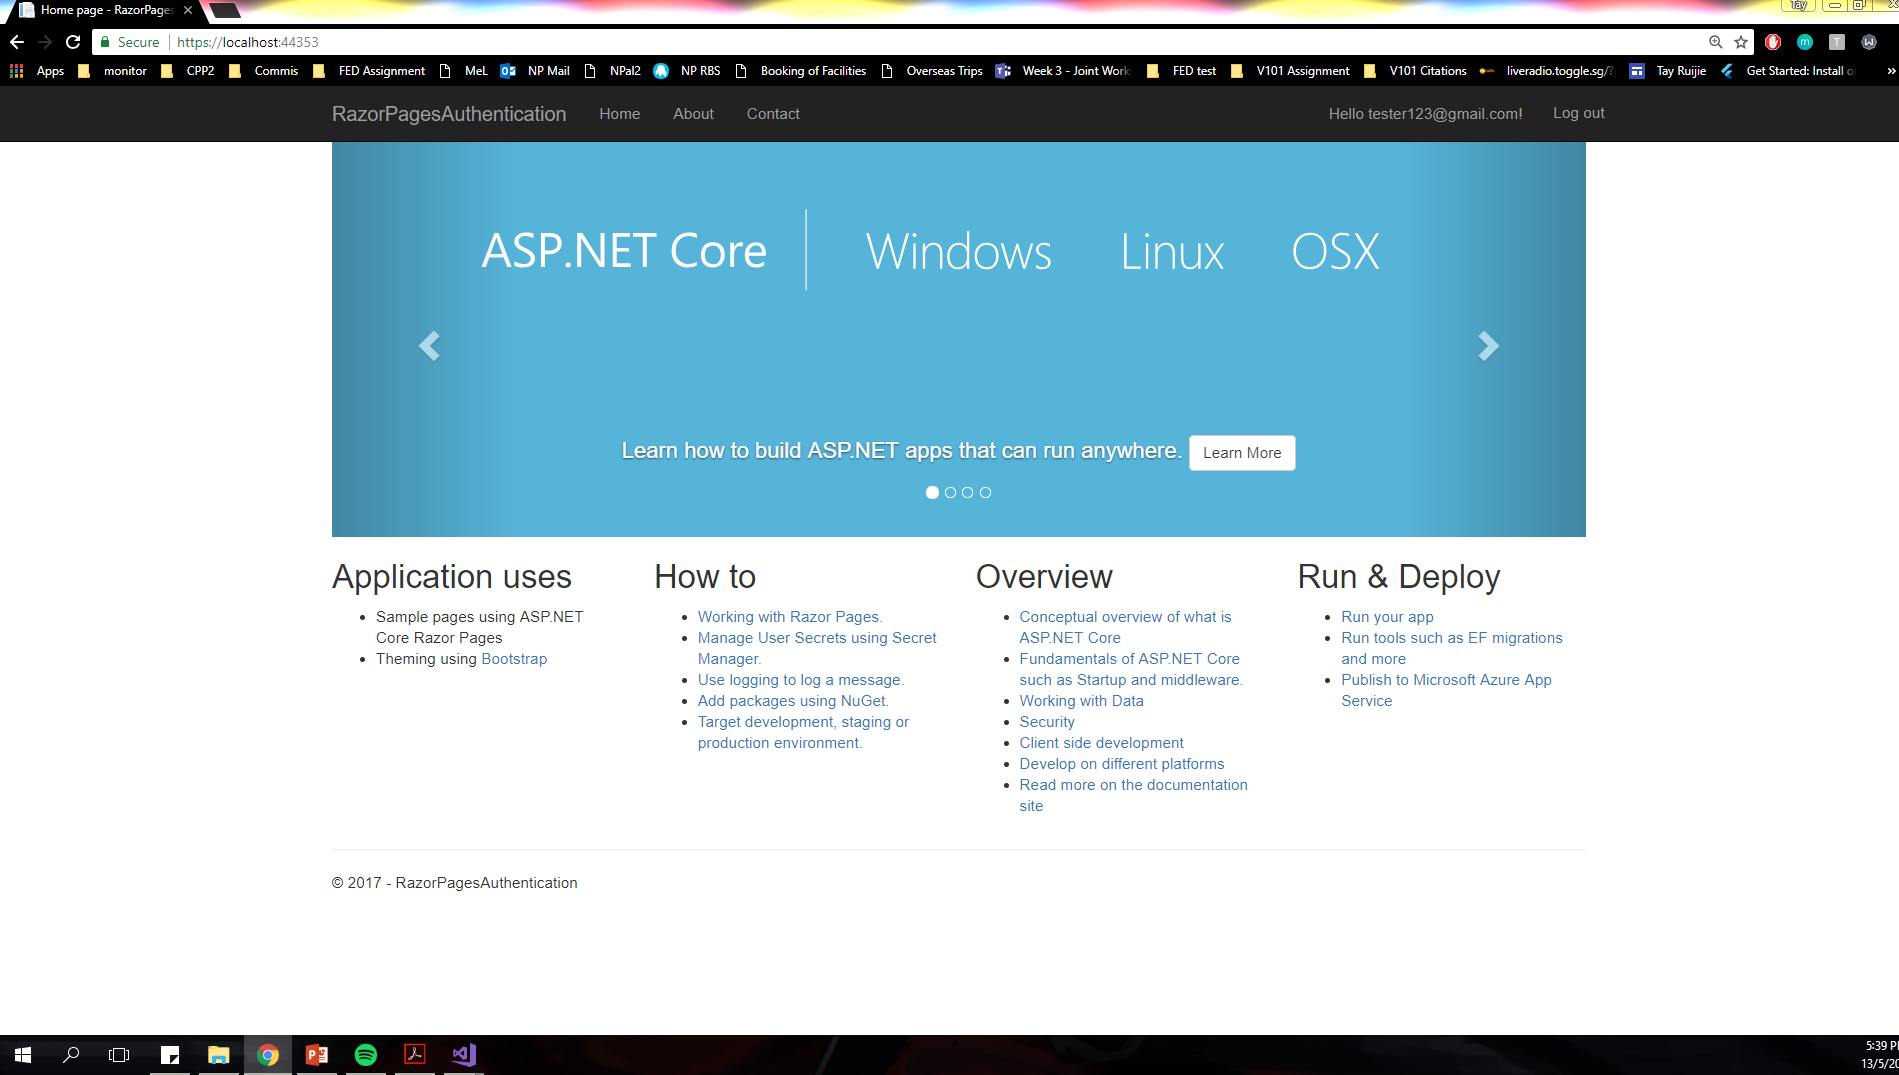 Home page - RazorPages
Tay
Secure https://localhost:44353
Apps monitor CPP2 Commis FED Assignment MeL NP Mail NPal2 NP RBS Booking of Facilities Overseas Trips Week 3 - Joint Work FED test V101 Assignment V101 Citations liveradio.toggle.sg/? Tay Ruijie Get Started: Install o »
RazorPagesAuthentication Home About Contact Hello tester123@gmail.com! Log out
ASP.NET Core Windows Linux OSX
Learn how to build ASP.NET apps that can run anywhere. Learn More
Application uses
Sample pages using ASP.NET
Core Razor Pages
Theming using Bootstrap
How to
Working with Razor Pages.
Manage User Secrets using Secret
Manager.
Use logging to log a message.
Add packages using NuGet.
Target development, staging or
production environment.
Overview
Conceptual overview of what is
ASP.NET Core
Fundamentals of ASP.NET Core
such as Startup and middleware.
Working with Data
Security
Client side development
Develop on different platforms
Read more on the documentation
site
Run & Deploy
Run your app
Run tools such as EF migrations
and more
Publish to Microsoft Azure App
Service
© 2017 - RazorPagesAuthentication
5:39 P
13/5/20